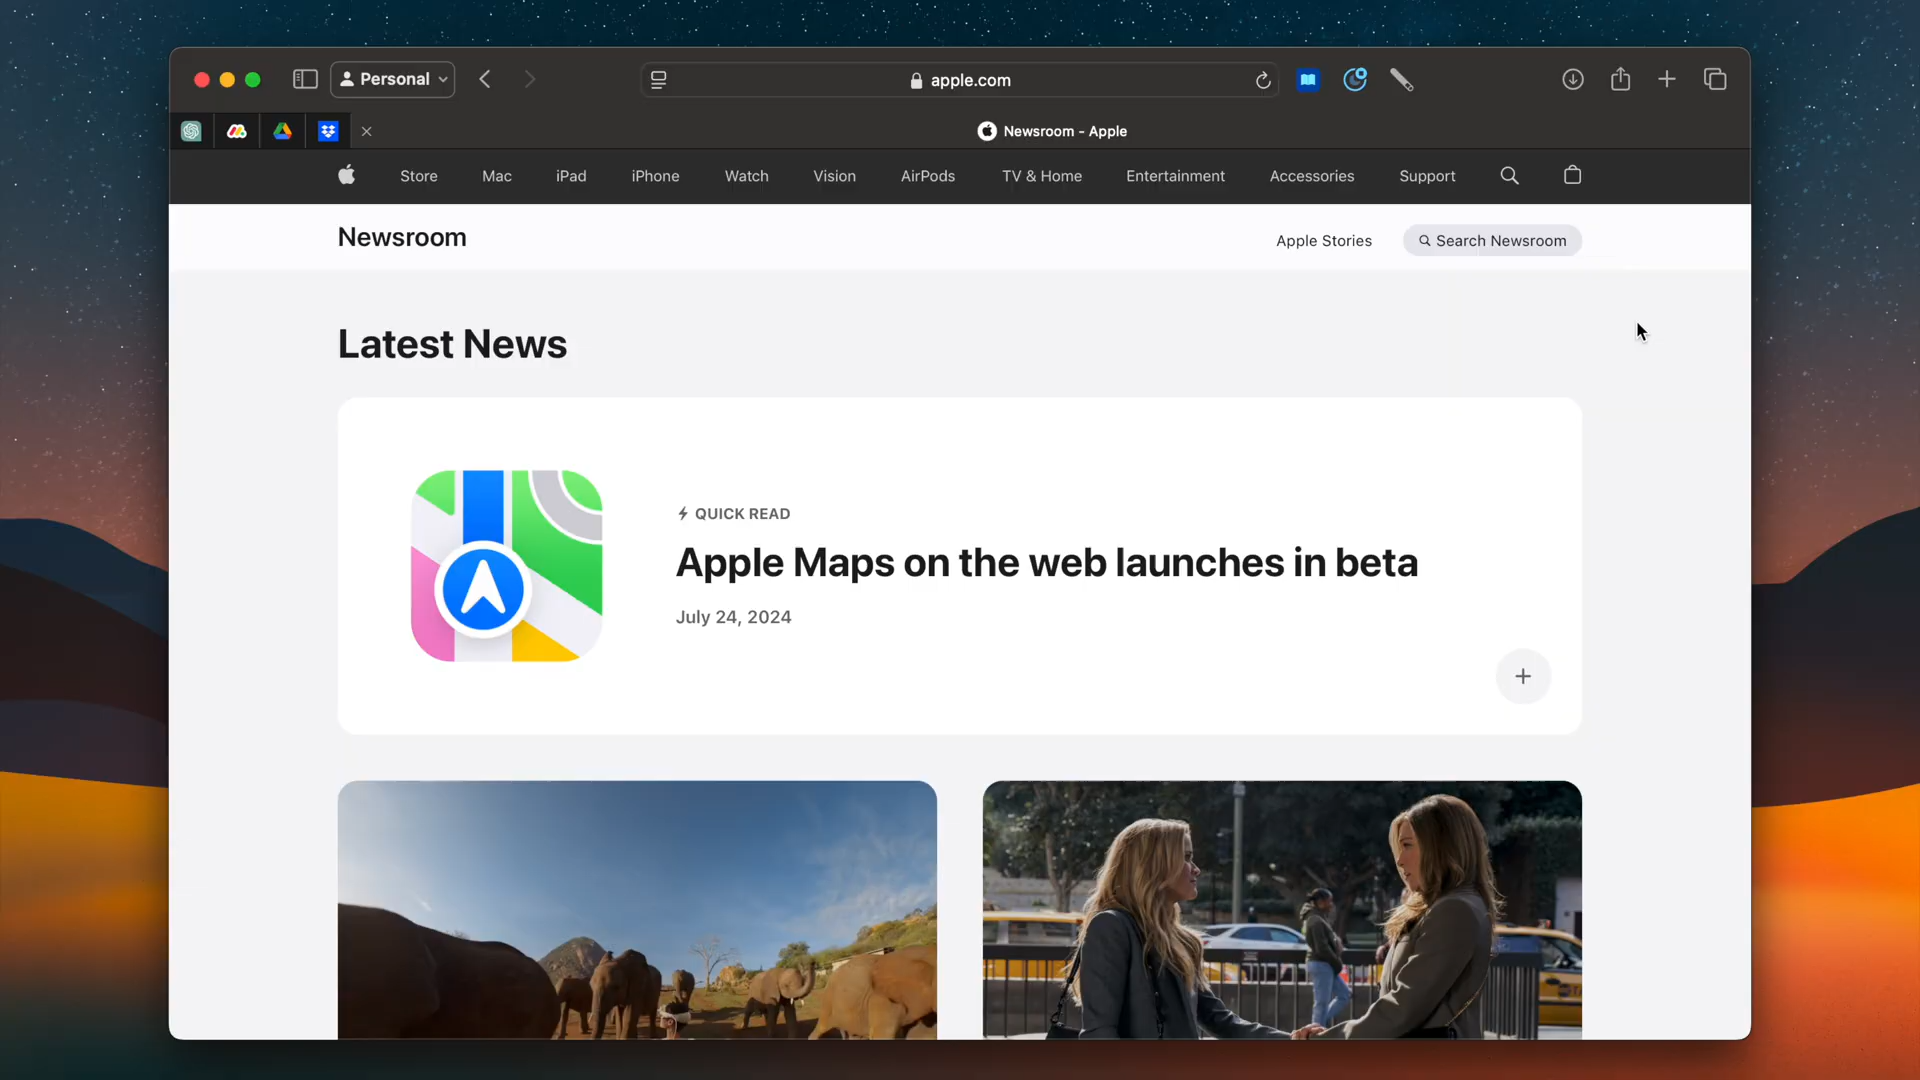 Personal
apple.com
Newsroom - Apple
Store Mac iPad iPhone Watch Vision AirPods TV & Home Entertainment Accessories Support
Newsroom
Apple Stories
Search Newsroom
Latest News
QUICK READ
Apple Maps on the web launches in beta
July 24, 2024